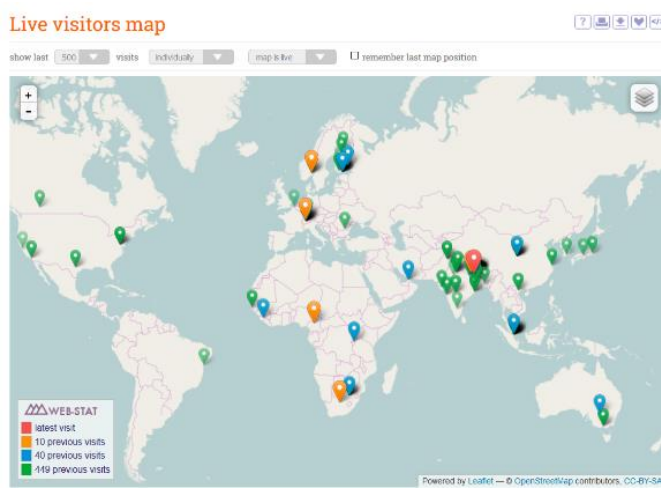 Live visitors map
?
show last 500 visits individually map is live remember last map position
+
-
WEB-STAT
latest visit
10 previous visits
40 previous visits
449 previous visits
Powered by Leaflet — © OpenStreetMap contributors, CC-BY-SA